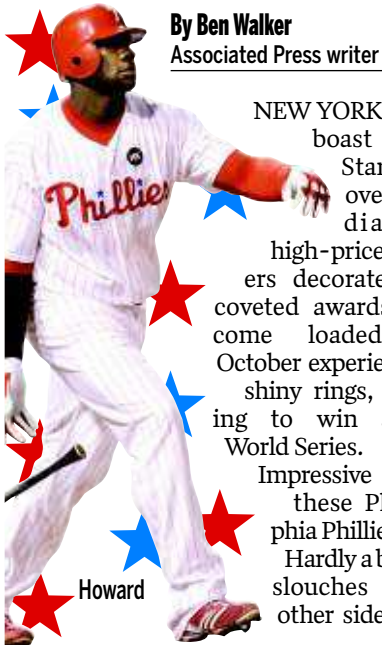 By Ben Walker
Associated Press writer
NEW YORK
boast
Star
ove
dia
high-price
ers decorate
coveted awards
come loaded
October experie
shiny rings,
ing to win
World Series.
Impressive
these Ph
phia Phillie
Hardly a b
slouches
other side
Phillies
Howard